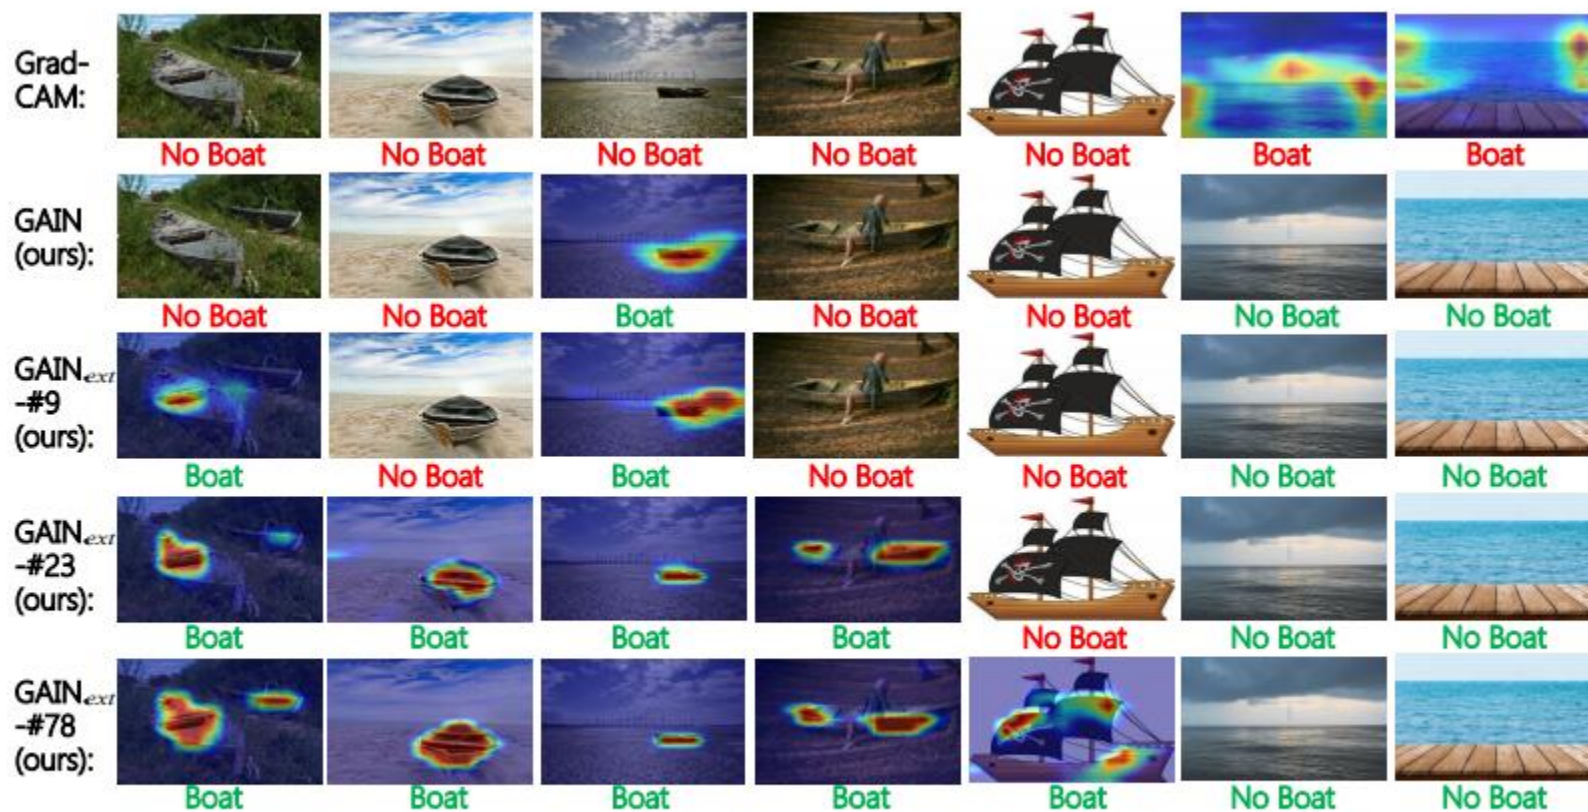 Grad-
CAM:
No Boat No Boat No Boat No Boat No Boat Boat Boat
GAIN
(ours):
No Boat No Boat Boat No Boat No Boat No Boat No Boat
GAINext
-#9
(ours):
Boat No Boat Boat No Boat No Boat No Boat No Boat
GAINext
-#23
(ours):
Boat Boat Boat Boat No Boat No Boat No Boat
GAINext
-#78
(ours):
Boat Boat Boat Boat Boat No Boat No Boat